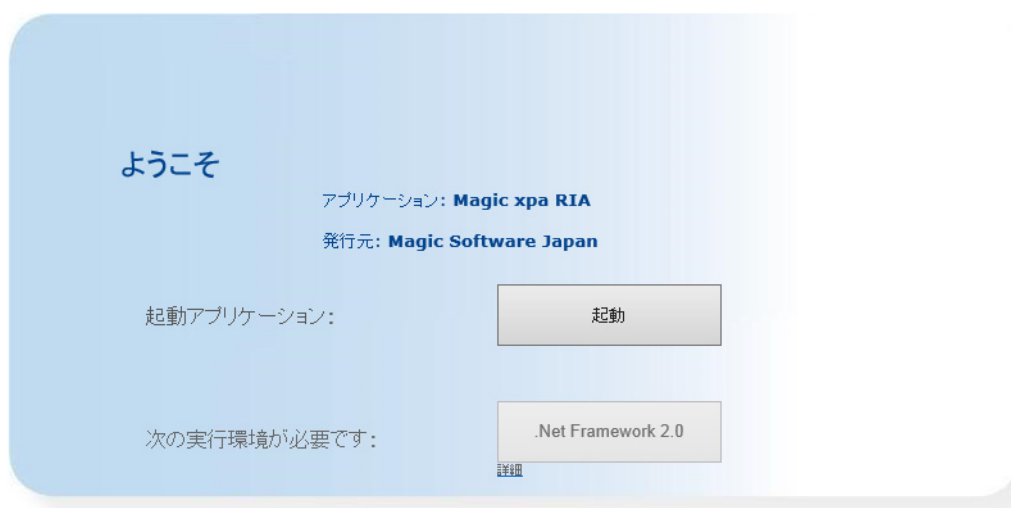 ようこそ
アプリケーション: Magic xpa RIA
発行元: Magic Software Japan
起動アプリケーション:
起動
次の実行環境が必要です:
.Net Framework 2.0
詳細